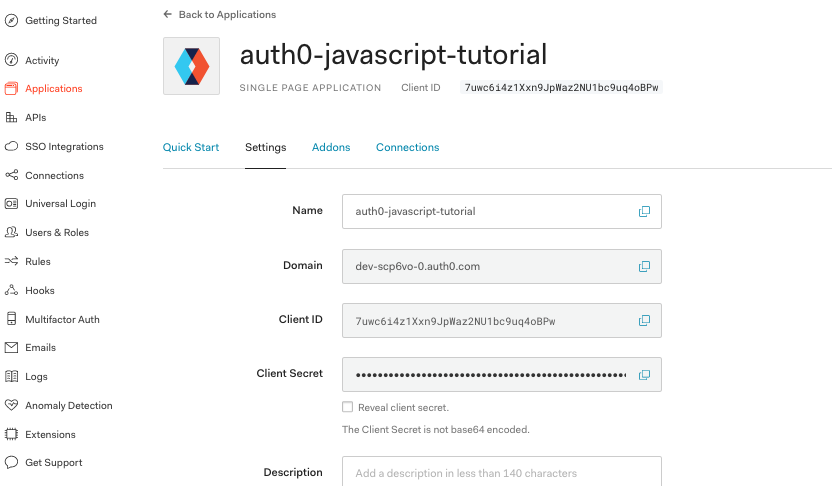 Getting Started
Activity
Applications
APIs
SSO Integrations
Connections
Universal Login
Users & Roles
Rules
Hooks
Multifactor Auth
Emails
Logs
Anomaly Detection
Extensions
Get Support
Back to Applications
auth0-javascript-tutorial
SINGLE PAGE APPLICATION Client ID 7uwc6i4z1Xxn9JpWaz2NU1bc9uq4oBPw
Quick Start Settings Addons Connections
Name auth0-javascript-tutorial
Domain dev-scp6vo-0.auth0.com
Client ID 7uwc6i4z1Xxn9JpWaz2NU1bc9uq4oBPw
Client Secret
Reveal client secret.
The Client Secret is not base64 encoded.
Description Add a description in less than 140 characters